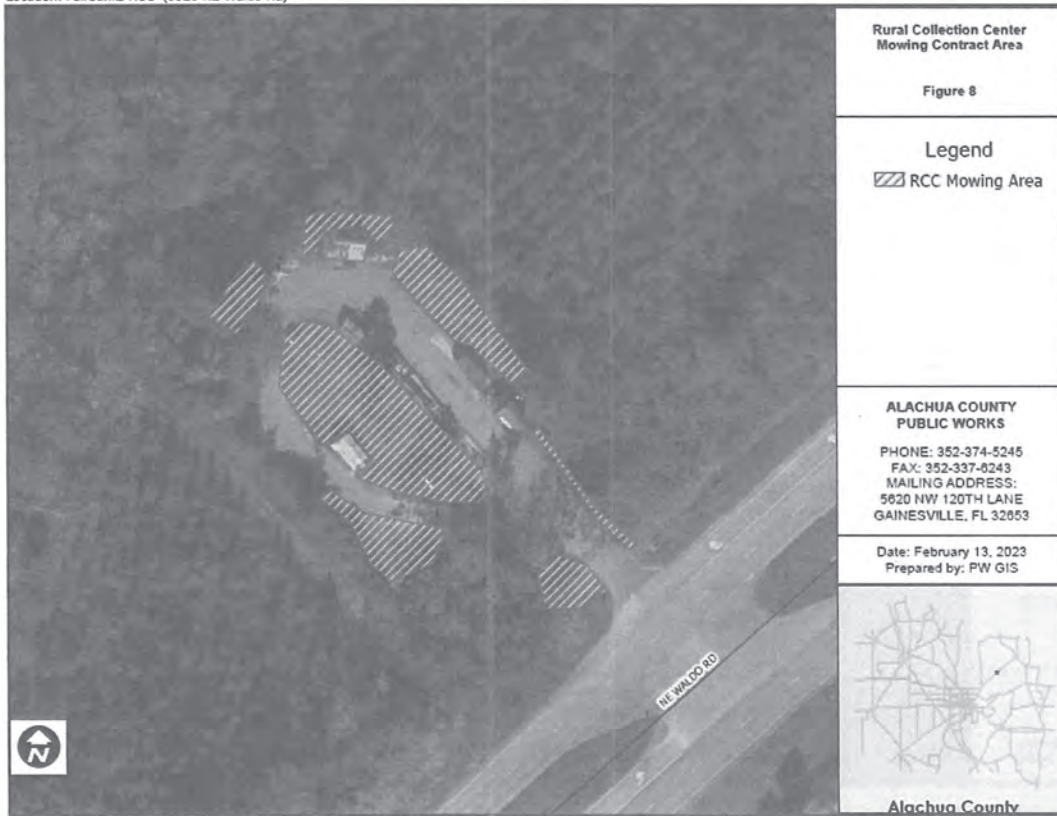 Rural Collection Center
Mowing Contract Area
Figure 8
Legend
RCC Mowing Area
ALACHUA COUNTY
PUBLIC WORKS
PHONE: 352-374-5245
FAX: 352-337-6243
MAILING ADDRESS:
5620 NW 120TH LANE
GAINESVILLE, FL 32653
Date: February 13, 2023
Prepared by: PW GIS
NE WALDO RD
N
Alachua County